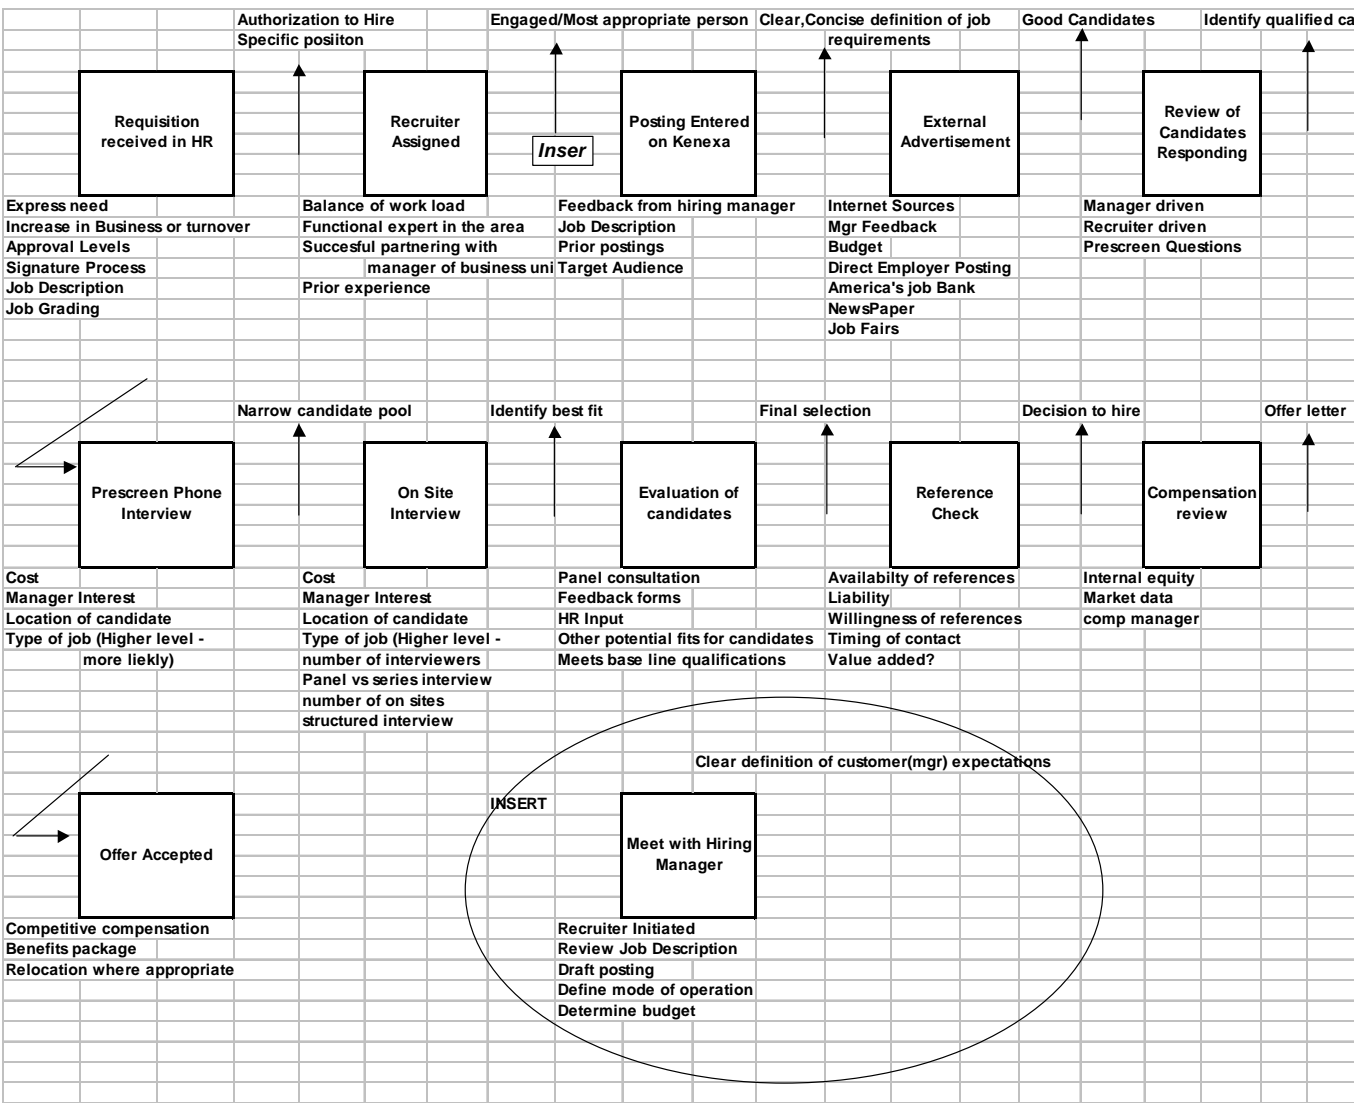 Authorization to Hire
Specific posiiton
Engaged/Most appropriate person
Clear,Concise definition of job
requirements
Good Candidates
Identify qualified ca
Requisition
received in HR
Recruiter
Assigned
Inser
Posting Entered
on Kenexa
External
Advertisement
Review of
Candidates
Responding
Express need
Increase in Business or turnover
Approval Levels
Signature Process
Job Description
Job Grading
Balance of work load
Functional expert in the area
Succesful partnering with
manager of business uni
Prior experience
Feedback from hiring manager
Job Description
Prior postings
Target Audience
Internet Sources
Mgr Feedback
Budget
Direct Employer Posting
America's job Bank
NewsPaper
Job Fairs
Manager driven
Recruiter driven
Prescreen Questions
Narrow candidate pool
Identify best fit
Final selection
Decision to hire
Offer letter
Prescreen Phone
Interview
On Site
Interview
Evaluation of
candidates
Reference
Check
Compensation
review
Cost
Manager Interest
Location of candidate
Type of job (Higher level -
more liekly)
Cost
Manager Interest
Location of candidate
Type of job (Higher level -
number of interviewers
Panel vs series interview
number of on sites
structured interview
Panel consultation
Feedback forms
HR Input
Other potential fits for candidates
Meets base line qualifications
Availabilty of references
Liability
Willingness of references
Timing of contact
Value added?
Internal equity
Market data
comp manager
Clear definition of customer(mgr) expectations
INSERT
Offer Accepted
Meet with Hiring
Manager
Competitive compensation
Benefits package
Relocation where appropriate
Recruiter Initiated
Review Job Description
Draft posting
Define mode of operation
Determine budget